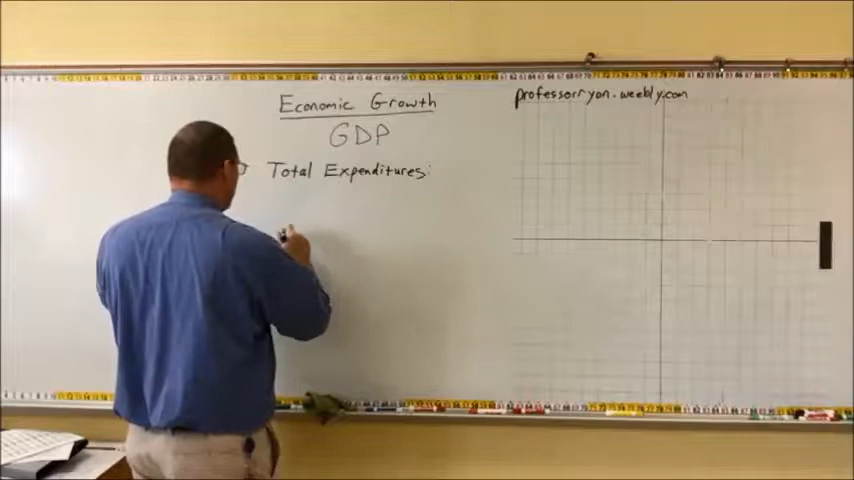 Economic Growth
GDP
Total Expenditures:
professorryan.weebly.com